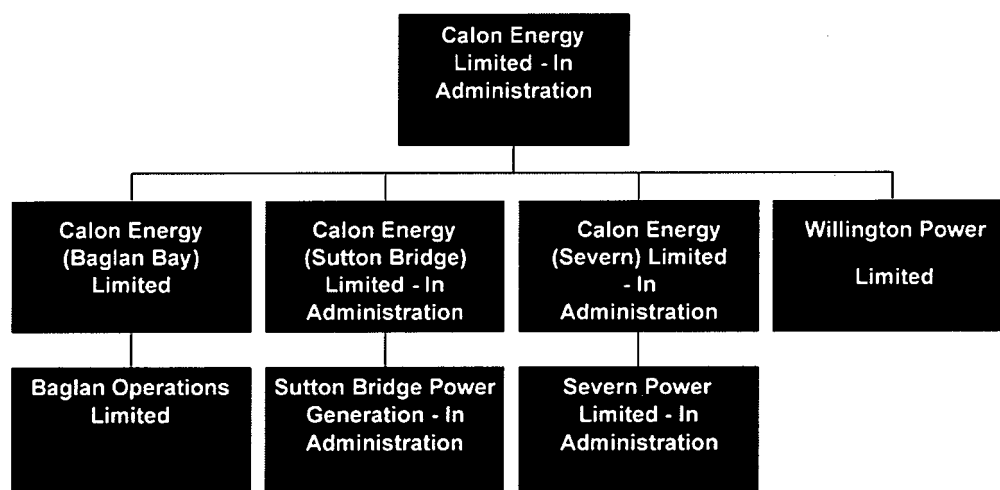 Calon Energy
Limited - In
Administration
Calon Energy
(Baglan Bay)
Limited
Calon Energy
(Sutton Bridge)
Limited - In
Administration
Calon Energy
(Severn) Limited
- In
Administration
Willington Power
Limited
Baglan Operations
Limited
Sutton Bridge Power
Generation - In
Administration
Severn Power
Limited - In
Administration